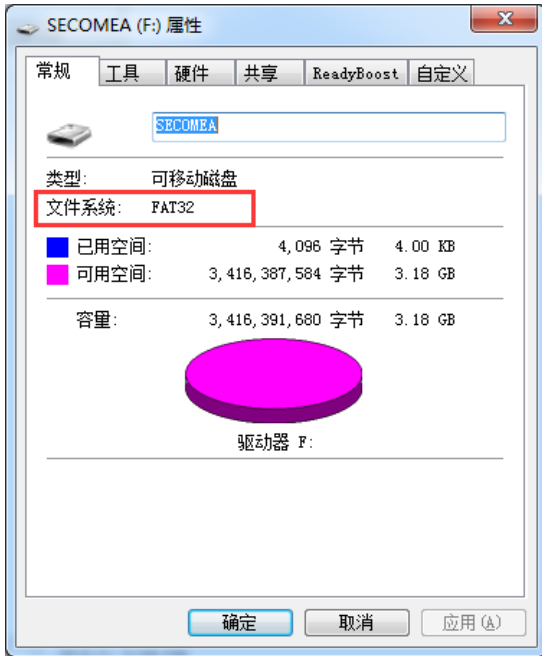 SECOMEA (F:) 属性
常规 工具 硬件 共享 ReadyBoost 自定义
SECOMEA
类型: 可移动磁盘
文件系统: FAT32
已用空间: 4,096 字节 4.00 KB
可用空间: 3,416,387,584 字节 3.18 GB
容量: 3,416,391,680 字节 3.18 GB
驱动器 F:
确定 取消 应用(A)